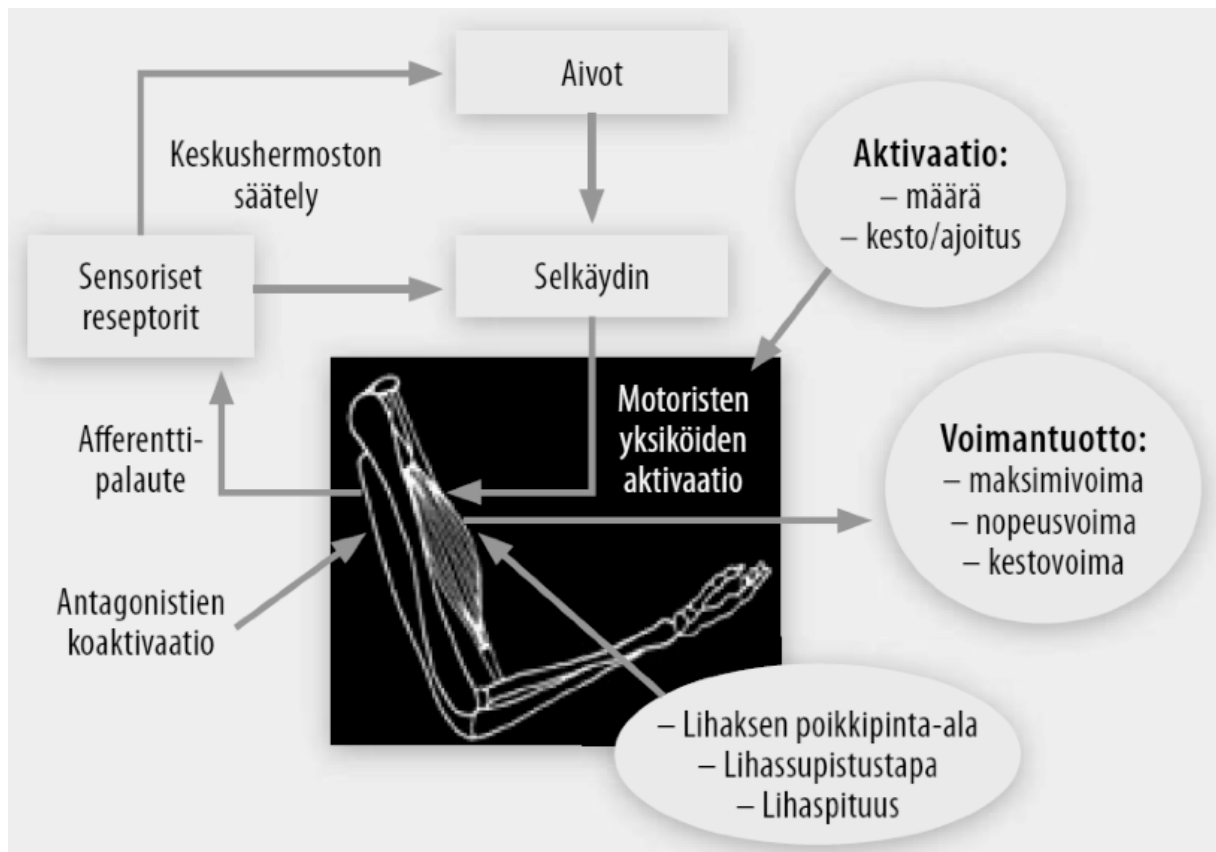 Aivot
Keskushermoston
säätely
Aktivaatio:
– määrä
– kesto/ajoitus
Sensoriset
reseptorit
Selkäydin
Motoristen
yksiköiden
aktivaatio
Afferentti-
palaute
Voimantuotto:
– maksimivoima
– nopeusvoima
– kestovoima
Antagonistien
koaktivaatio
– Lihaksen poikkipinta-ala
– Lihassupistustapa
– Lihaspituus